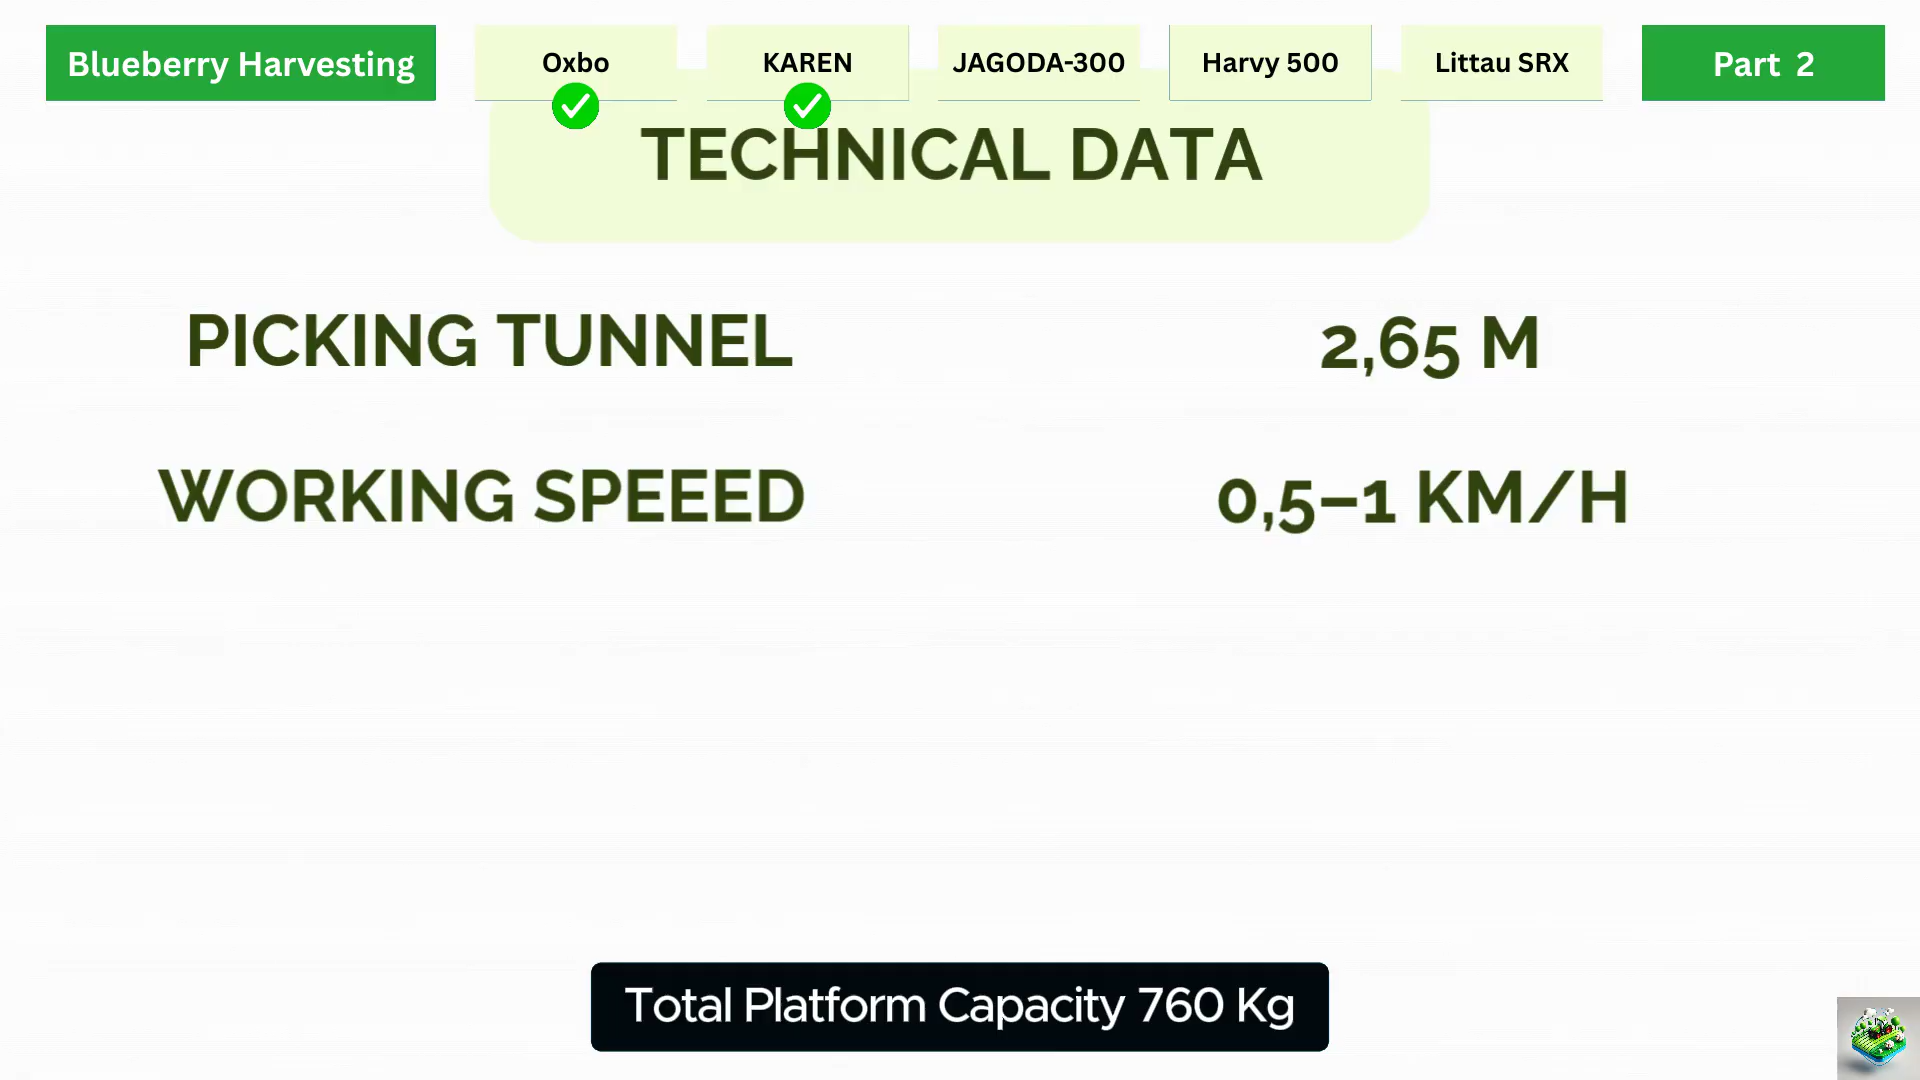 Blueberry Harvesting
Oxbo
KAREN
JAGODA-300
Harvy 500
Littau SRX
Part 2
TECHNICAL DATA
PICKING TUNNEL
2,65 M
WORKING SPEEED
0,5–1 KM/H
Total Platform Capacity 760 Kg